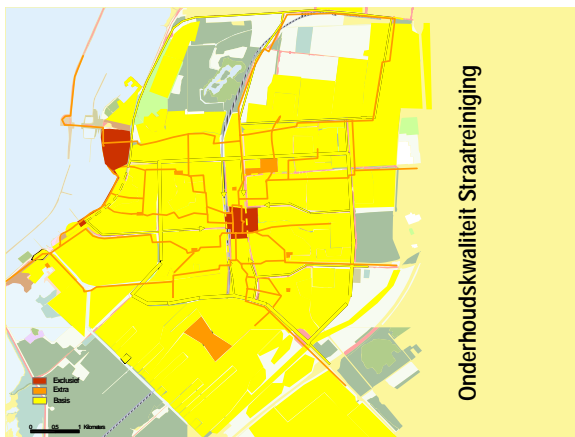 Onderhoudskwaliteit Straatreiniging
Exclusief
Extra
Basis
0 0.5 1 Kilometers